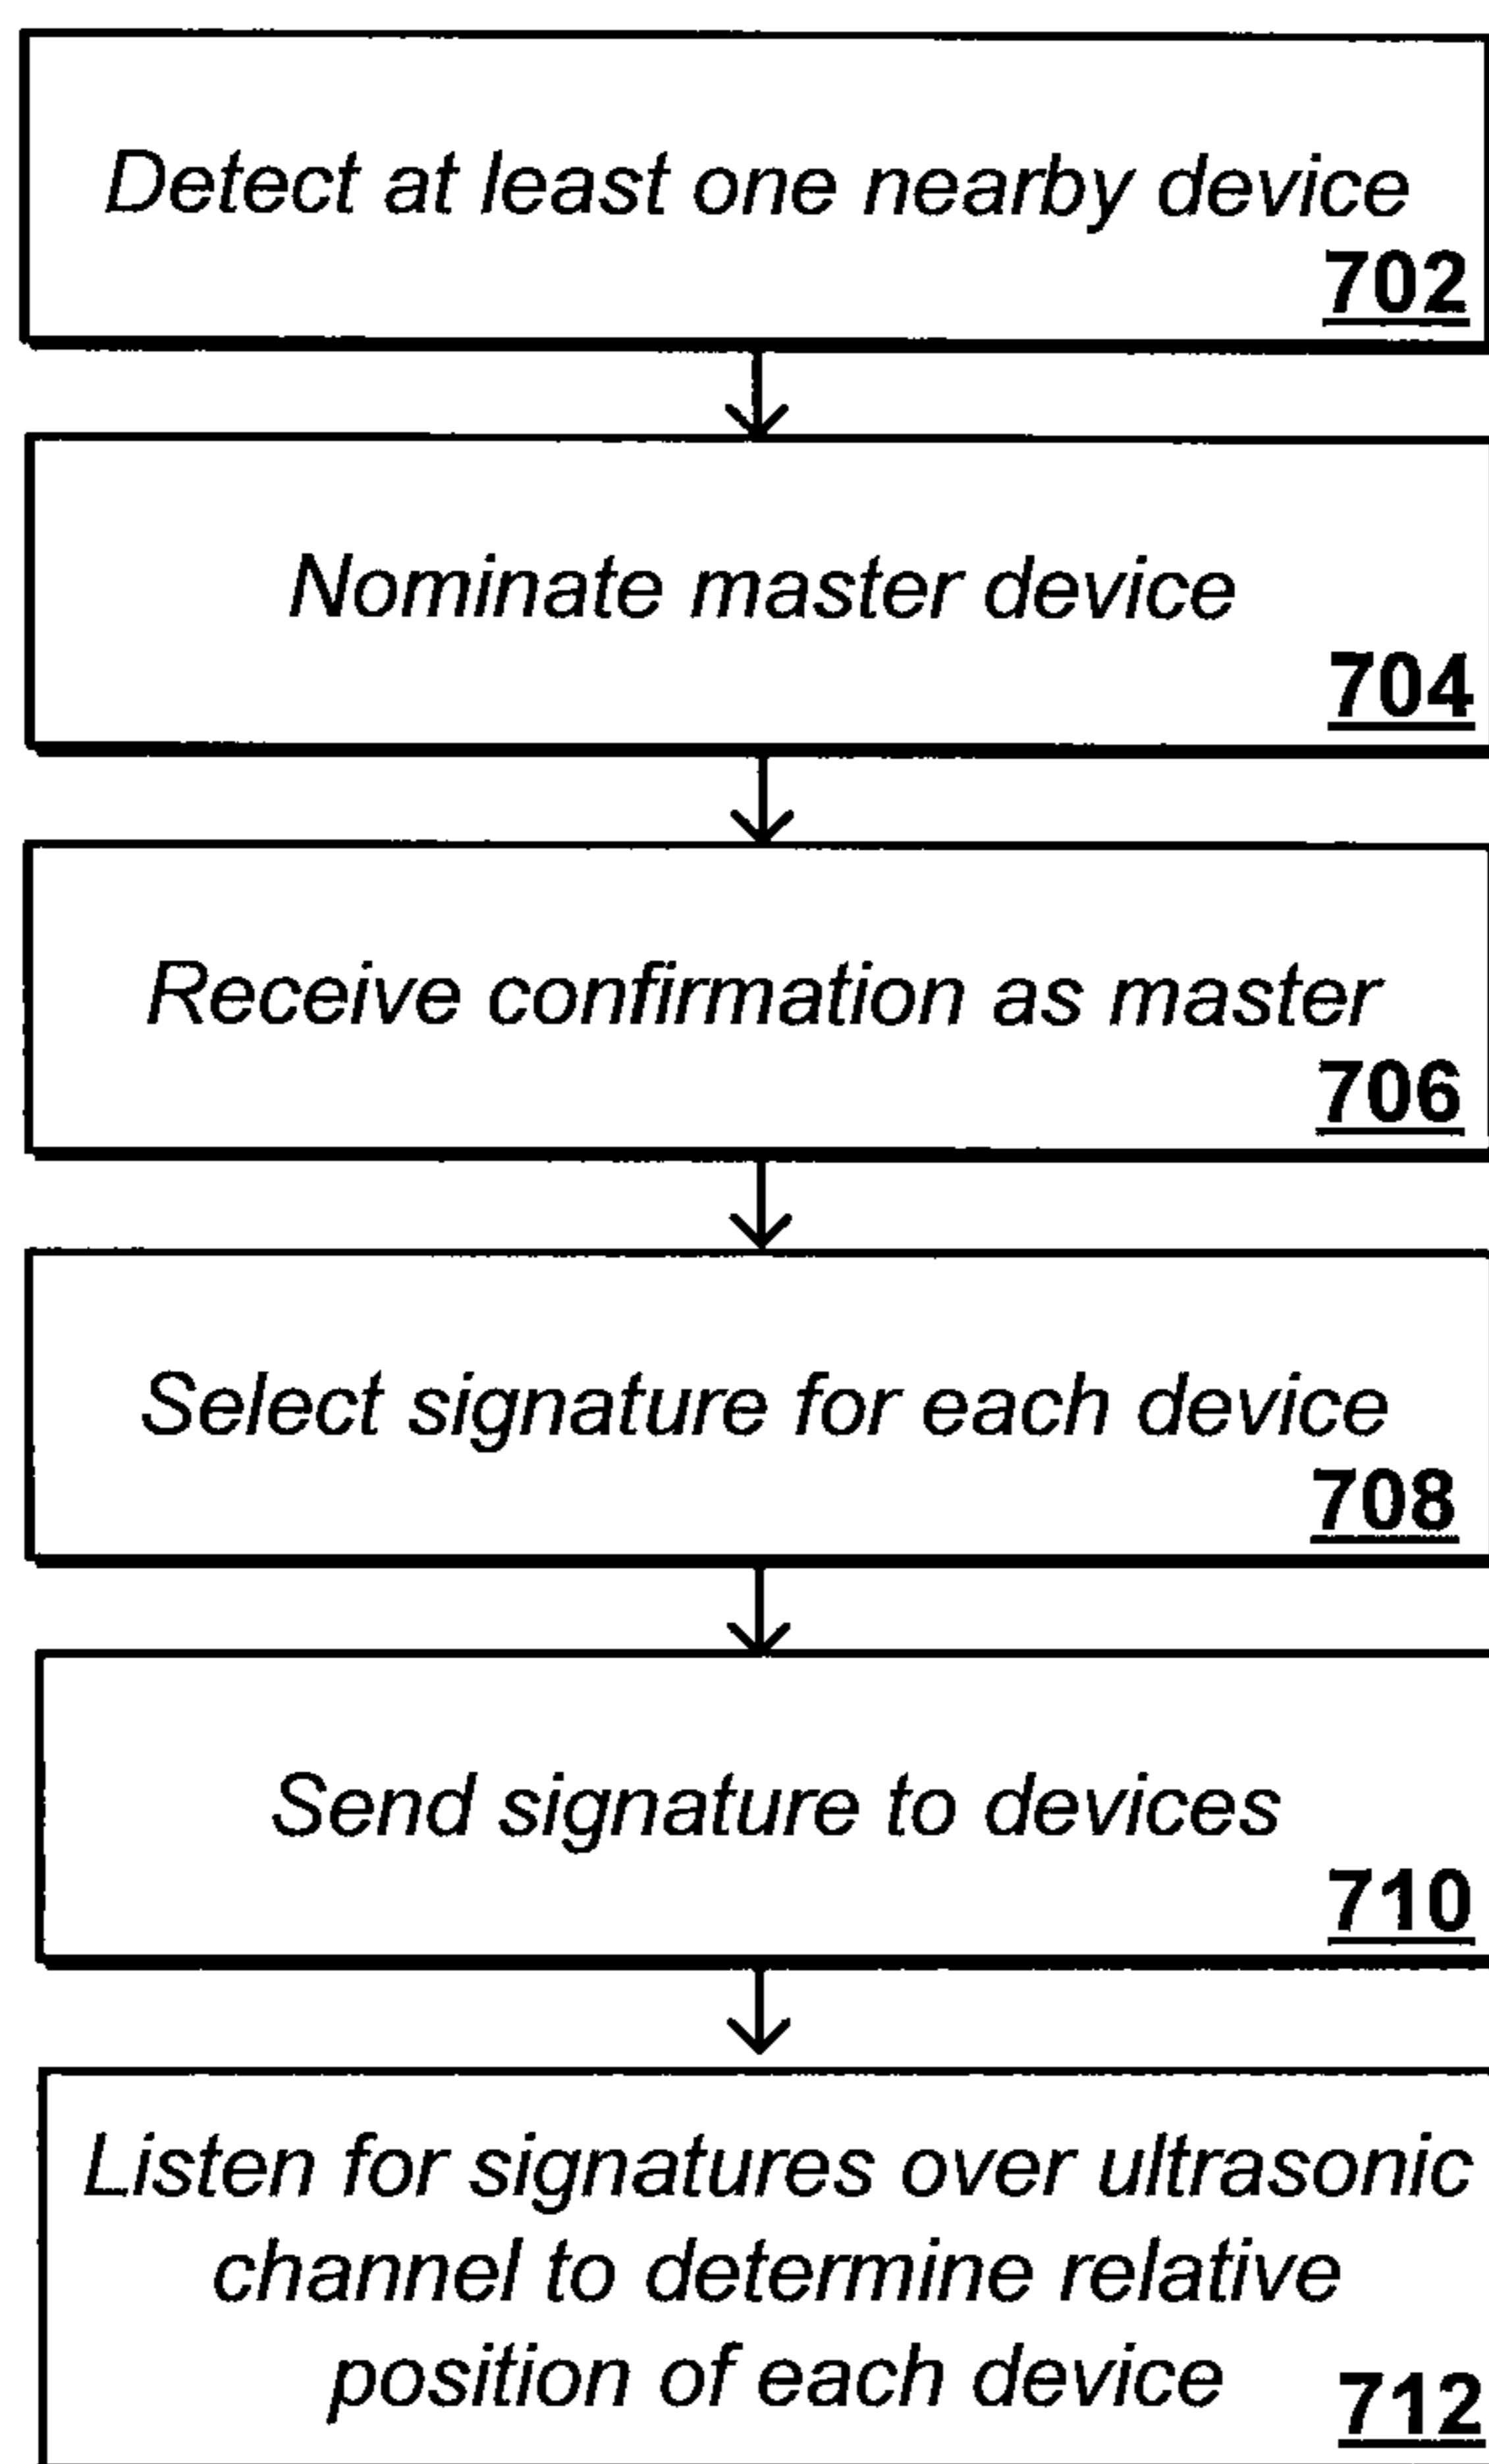 Detect at least one nearby device
702
Nominate master device
704
Receive confirmation as master
706
Select signature for each device
708
Send signature to devices
710
Listen for signatures over ultrasonic
channel to determine relative
position of each device
712